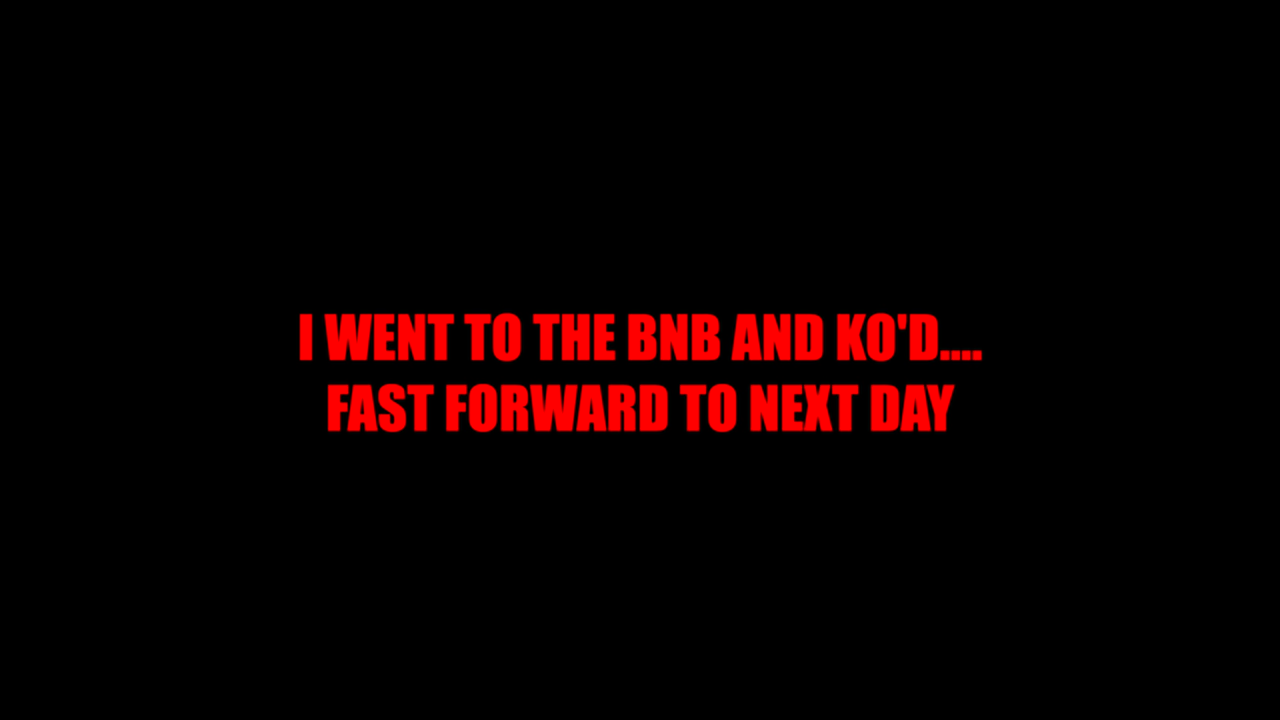 I WENT TO THE BNB AND KO'D....
FAST FORWARD TO NEXT DAY